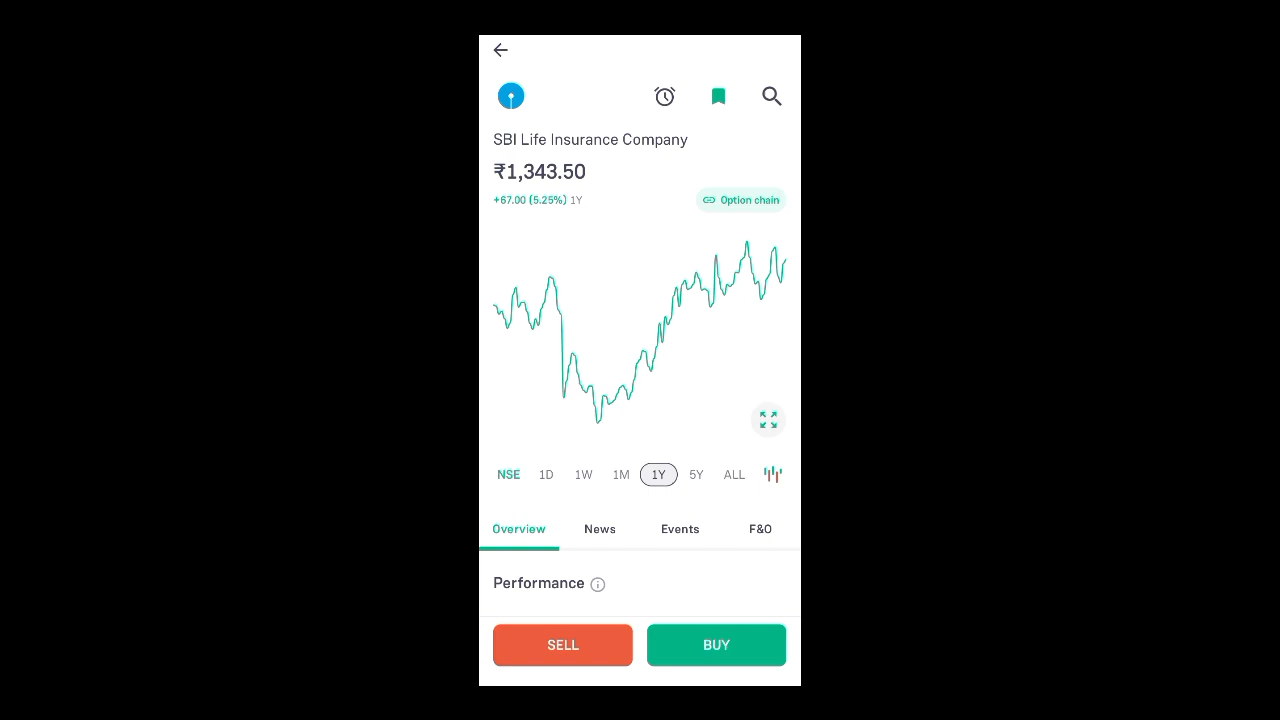 SBI Life Insurance Company
₹1,343.50
+67.00 (5.25%) 1Y
Option chain
NSE 1D 1W 1M 1Y 5Y ALL
Overview News Events F&O
Performance
SELL BUY